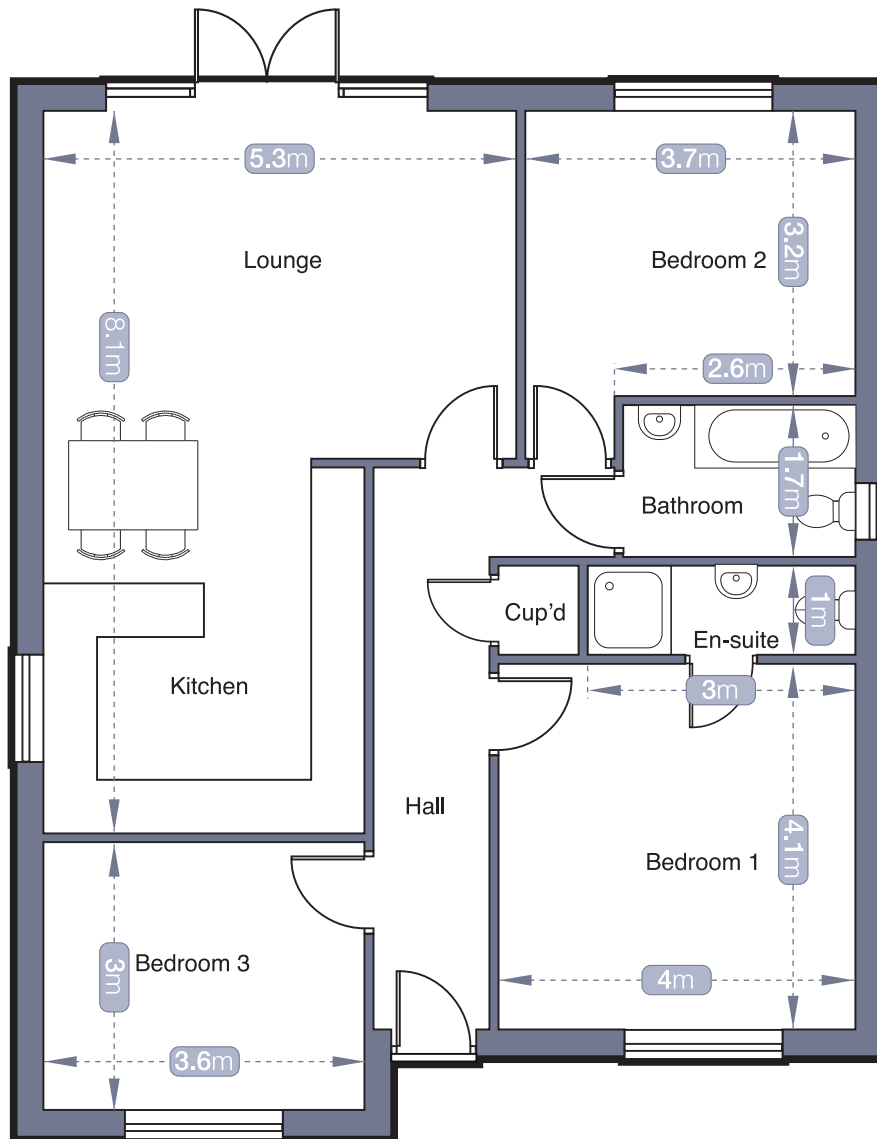 5.3m
3.7m
3.2m
Lounge
Bedroom 2
8.1m
2.6m
1.7m
Bathroom
Cup'd
1m
En-suite
Kitchen
3m
Hall
4.1m
Bedroom 1
Bedroom 3
3m
4m
3.6m